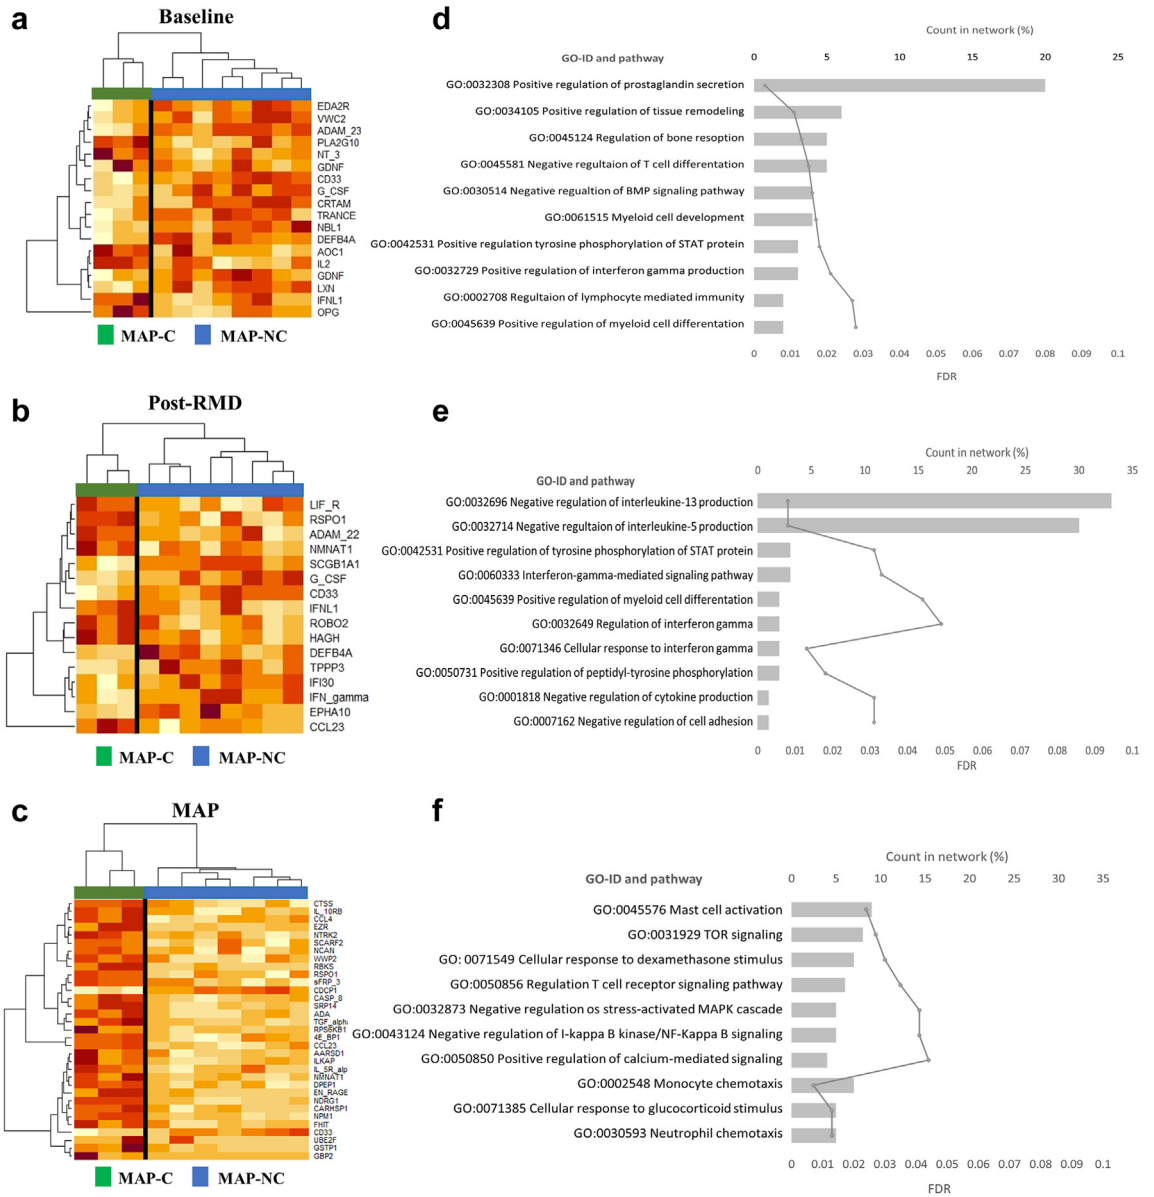 a
Baseline
EDA2R
VWC2
ADAM_23
PLA2G10
NT_3
GDNF
CD33
G_CSF
CRTAM
TRANCE
NBL1
DEFB4A
AOC1
IL2
GDNF
LXN
IFNL1
OPG
MAP-C MAP-NC
d
Count in network (%)
GO-ID and pathway
0 5 10 15 20 25
GO:0032308 Positive regulation of prostaglandin secretion
GO:0034105 Positive regulation of tissue remodeling
GO:0045124 Regulation of bone resoption
GO:0045581 Negative regultaion of T cell differentation
GO:0030514 Negative regualtion of BMP signaling pathway
GO:0061515 Myeloid cell development
GO:0042531 Positive regulation tyrosine phosphorylation of STAT protein
GO:0032729 Positive regulation of interferon gamma production
GO:0002708 Regultaion of lymphocyte mediated immunity
GO:0045639 Positive regulation of myeloid cell differentation
0 0.01 0.02 0.03 0.04 0.05 0.06 0.07 0.08 0.09 0.1
FDR
b
Post-RMD
LIF_R
RSPO1
ADAM_22
NMNAT1
SCGB1A1
G_CSF
CD33
IFNL1
ROBO2
HAGH
DEFB4A
TPPP3
IFI30
IFN_gamma
EPHA10
CCL23
MAP-C MAP-NC
e
Count in network (%)
0 5 10 15 20 25 30 35
GO-ID and pathway
GO:0032696 Negative regulation of interleukine-13 production
GO:0032714 Negative regultaion of interleukine-5 production
GO:0042531 Positive regulation of tyrosine phosphorylation of STAT protein
GO:0060333 Interferon-gamma-mediated signaling pathway
GO:0045639 Positive regulation of myeloid cell differentation
GO:0032649 Regulation of interferon gamma
GO:0071346 Cellular response to interferon gamma
GO:0050731 Positive regulation of peptidyl-tyrosine phosphorylation
GO:0001818 Negative regulation of cytokine production
GO:0007162 Negative regulation of cell adhesion
0 0.01 0.02 0.03 0.04 0.05 0.06 0.07 0.08 0.09 0.1
FDR
c
MAP
CTSS
IL_10RB
CCL4
EZR
NTRK2
SCARF2
NCAN
WWP2
RBKS
RSPO1
sFRP_3
CDCP1
CASP_8
SRP14
ADA
TGF_alpha
RPS6KB1
4E_BP1
CCL23
AARSD1
ILKAP
IL_5R_alp
NMNAT1
DPEP1
EN_RAGE
NDRG1
CARHSP1
NPM1
FHIT
CD33
UBE2F
GSTP1
GBP2
MAP-C MAP-NC
f
Count in network (%)
GO-ID and pathway
0 5 10 15 20 25 30 35
GO:0045576 Mast cell activation
GO:0031929 TOR signaling
GO: 0071549 Cellular response to dexamethasone stimulus
GO:0050856 Regulation T cell receptor signaling pathway
GO:0032873 Negative regulation os stress-activated MAPK cascade
GO:0043124 Negative regulation of I-kappa B kinase/NF-Kappa B signaling
GO:0050850 Positive regulation of calcium-mediated signaling
GO:0002548 Monocyte chemotaxis
GO:0071385 Cellular response to glucocorticoid stimulus
GO:0030593 Neutrophil chemotaxis
0 0.01 0.02 0.03 0.04 0.05 0.06 0.07 0.08 0.09 0.1
FDR